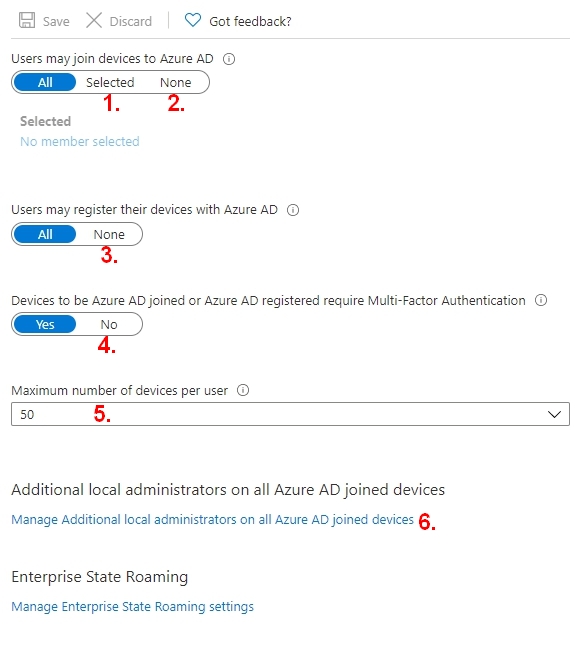 Save Discard Got feedback?
Users may join devices to Azure AD
All Selected None
1. 2.
Selected
No member selected
Users may register their devices with Azure AD
All None
3.
Devices to be Azure AD joined or Azure AD registered require Multi-Factor Authentication
Yes No
4.
Maximum number of devices per user
50 5.
Additional local administrators on all Azure AD joined devices
Manage Additional local administrators on all Azure AD joined devices 6.
Enterprise State Roaming
Manage Enterprise State Roaming settings